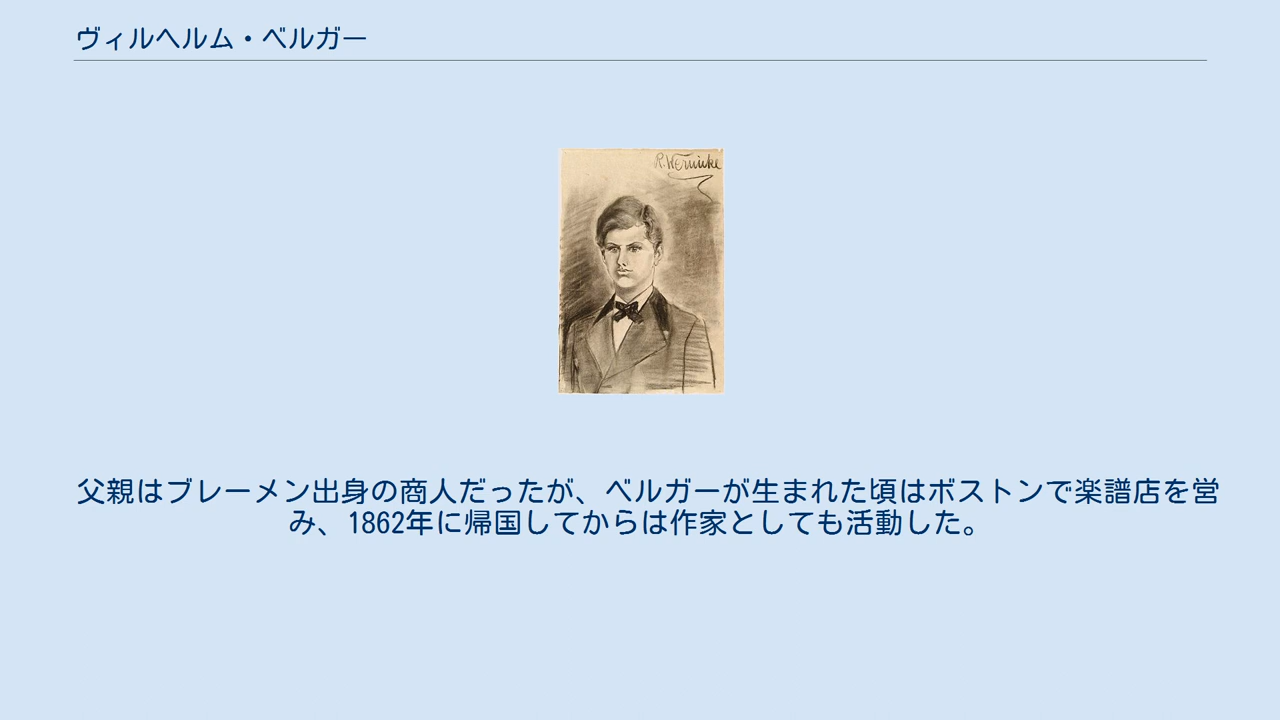 ヴィルヘルム・ベルガー
R. Wernicke
父親はブレーメン出身の商人だったが、ベルガーが生まれた頃はボストンで楽譜店を営
み、1862年に帰国してからは作家としても活動した。